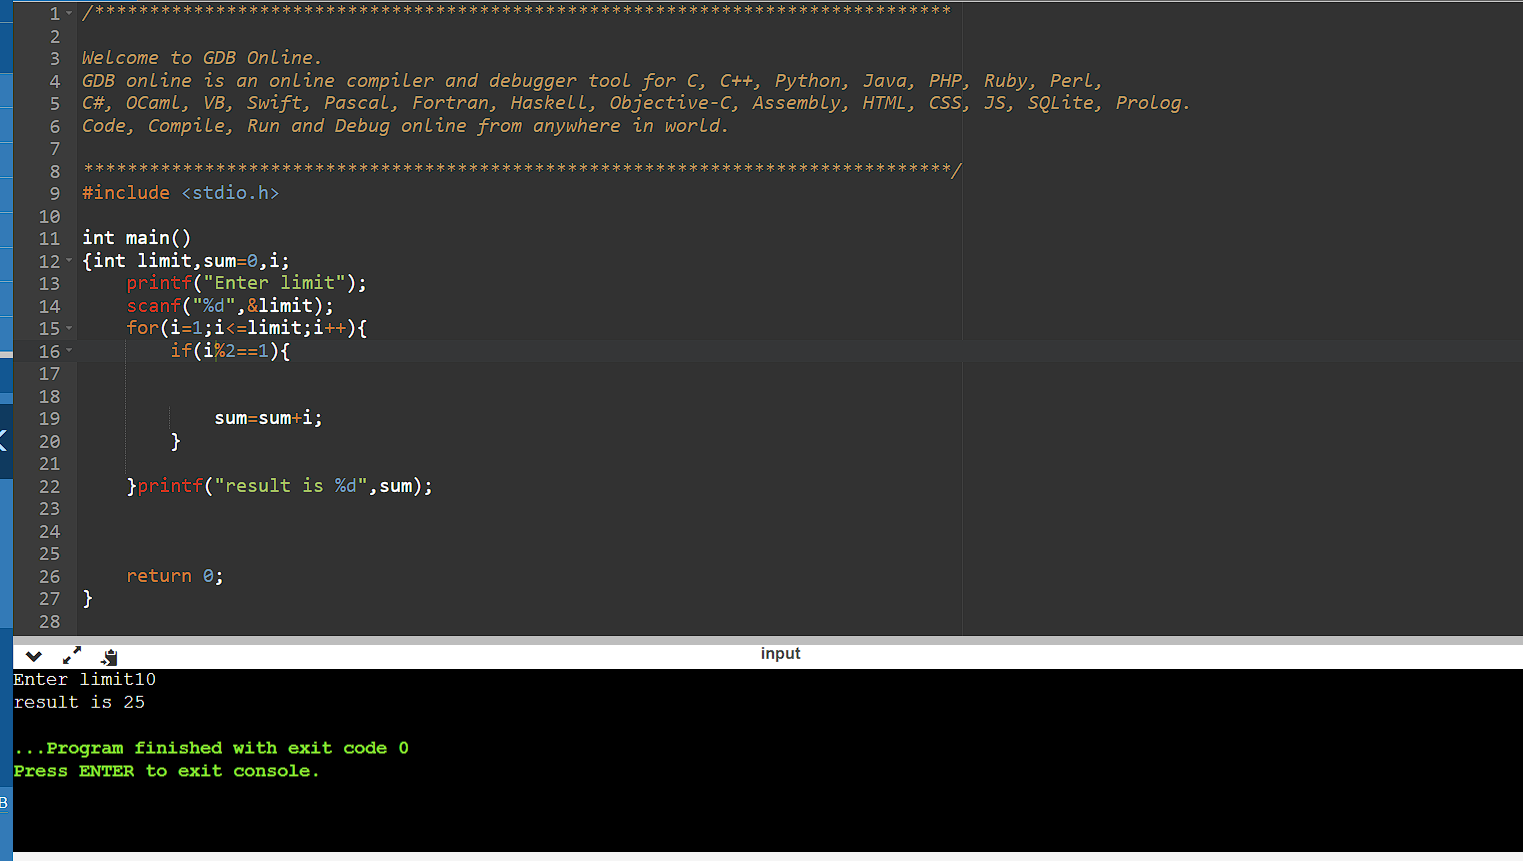 1 /******************************************************************************
2
3 Welcome to GDB Online.
4 GDB online is an online compiler and debugger tool for C, C++, Python, Java, PHP, Ruby, Perl,
5 C#, OCaml, VB, Swift, Pascal, Fortran, Haskell, Objective-C, Assembly, HTML, CSS, JS, SQLite, Prolog.
6 Code, Compile, Run and Debug online from anywhere in world.
7
8 *******************************************************************************/
9 #include <stdio.h>
10
11 int main()
12 {int limit,sum=0,i;
13     printf("Enter limit");
14     scanf("%d",&limit);
15     for(i=1;i<=limit;i++){
16         if(i%2==1){
17
18
19             sum=sum+i;
20         }
21
22     }printf("result is %d",sum);
23
24
25
26     return 0;
27 }
28
input
Enter limit10
result is 25
...Program finished with exit code 0
Press ENTER to exit console.
B